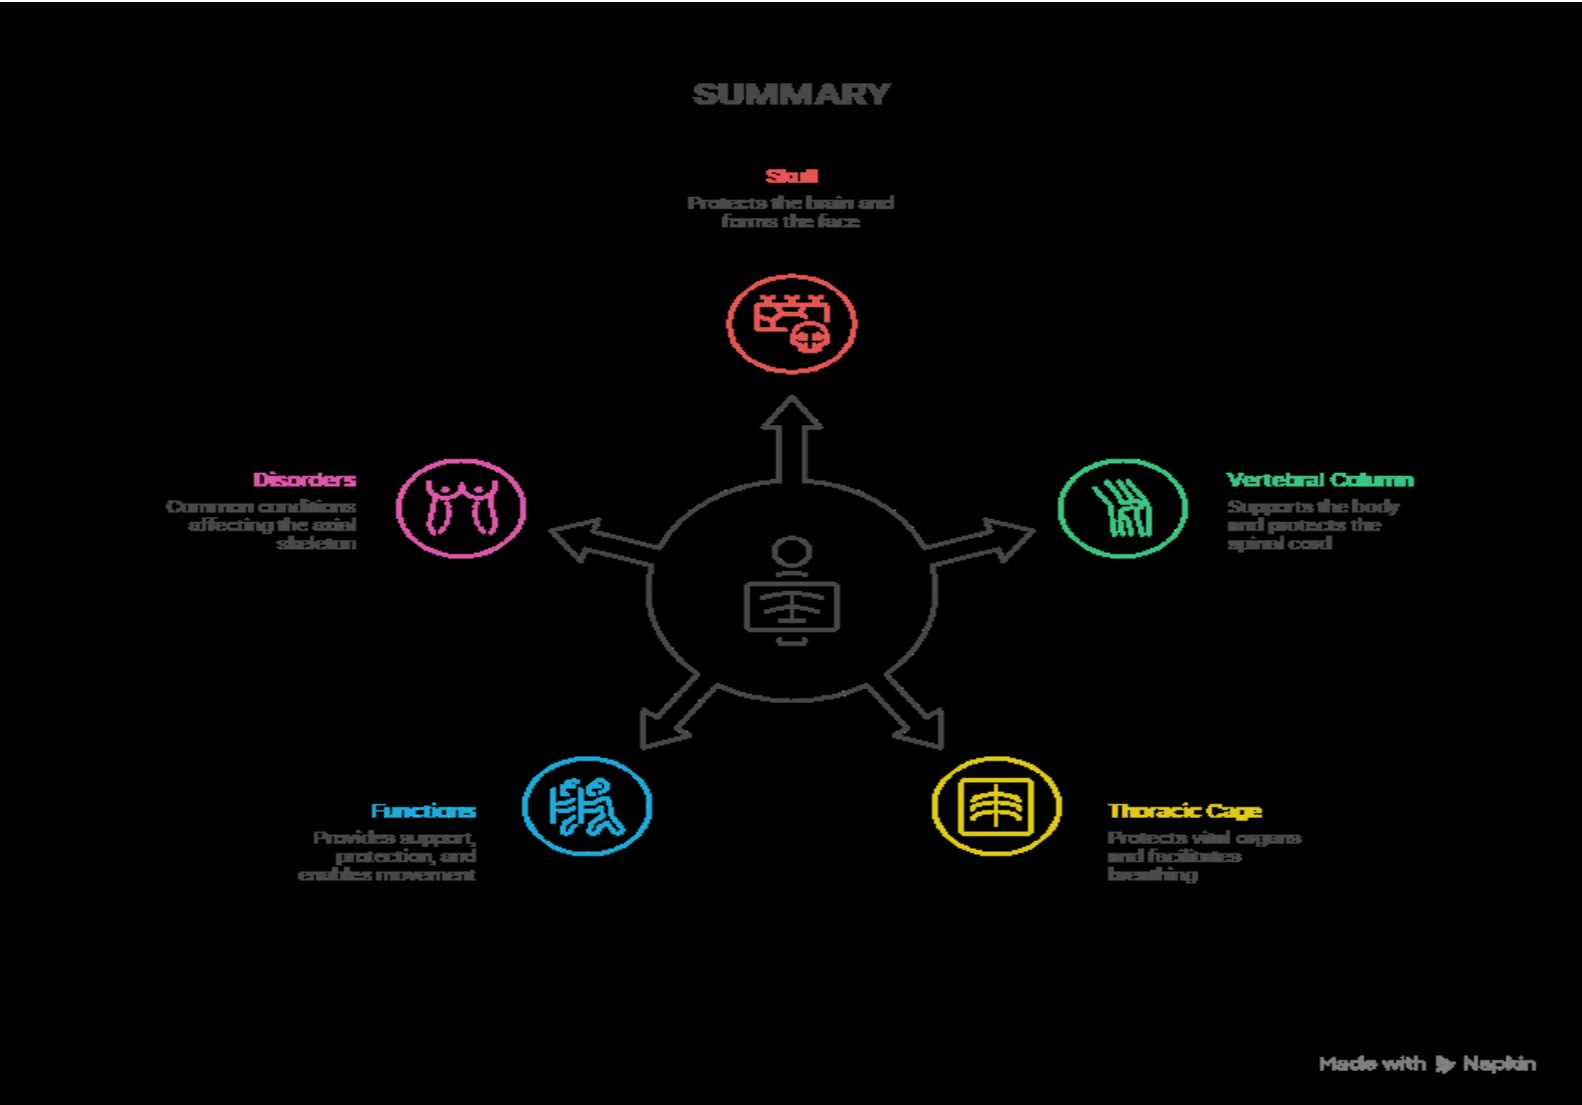 SUMMARY
Skull
Protects the brain and
forms the face
Disorders
Common conditions
affecting the axial
skeleton
Vertebral Column
Supports the body
and protects the
spinal cord
Functions
Provides support,
protection, and
enables movement
Thoracic Cage
Protects vital organs
and facilitates
breathing
Made with Napkin